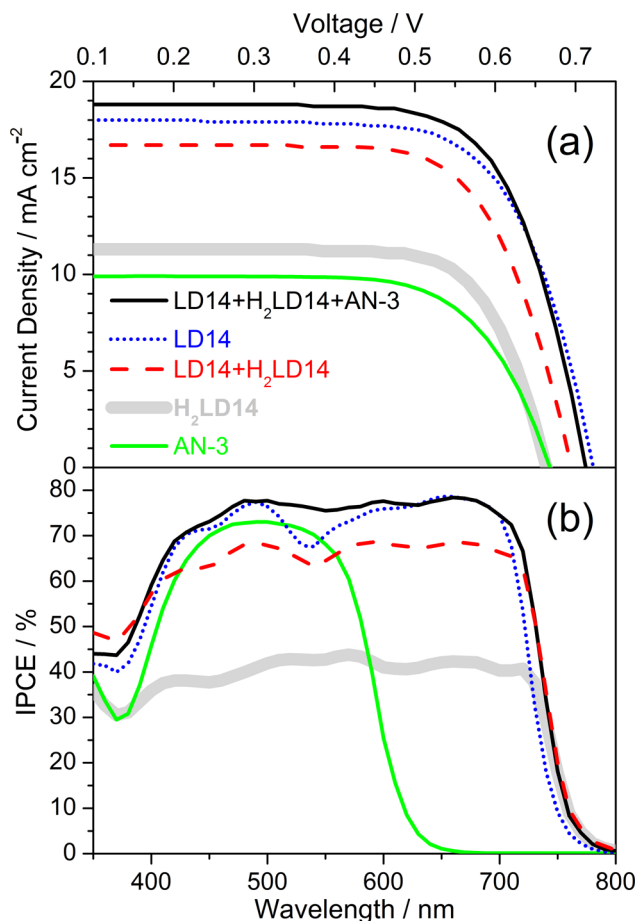 Voltage / V
0.1 0.2 0.3 0.4 0.5 0.6 0.7
20
(a)
15
Current Density / mA cm⁻²
10
LD14+H₂LD14+AN-3
LD14
5
LD14+H₂LD14
H₂LD14
AN-3
0
80
(b)
70
60
50
IPCE / %
40
30
20
10
0
400 500 600 700 800
Wavelength / nm